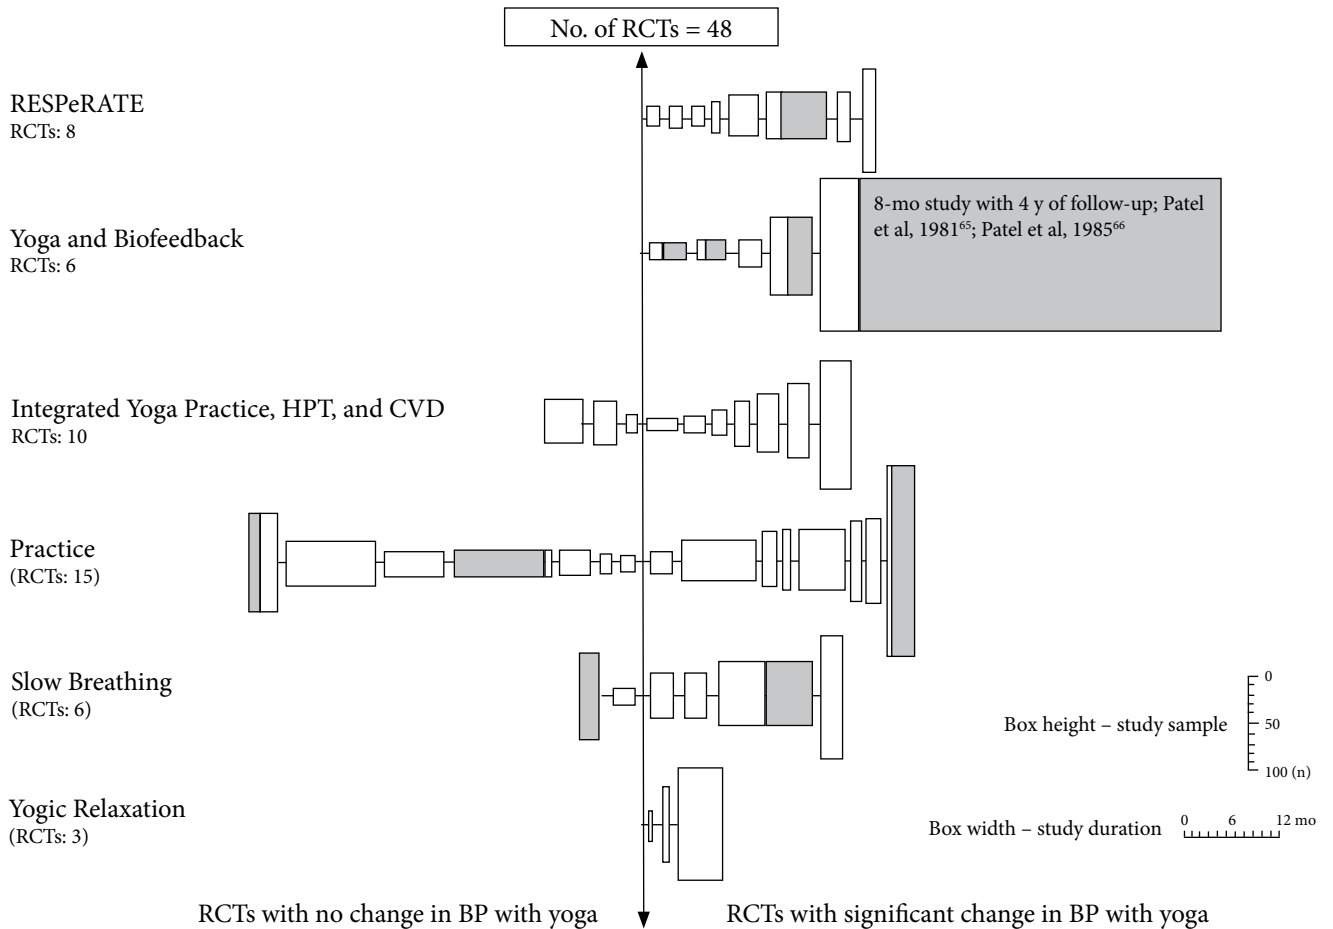 No. of RCTs = 48
RESPeRATE
RCTs: 8
8-mo study with 4 y of follow-up; Patel
et al, 1981⁶⁵; Patel et al, 1985⁶⁶
Yoga and Biofeedback
RCTs: 6
Integrated Yoga Practice, HPT, and CVD
RCTs: 10
Practice
(RCTs: 15)
Slow Breathing
(RCTs: 6)
Box height – study sample
0
50
100 (n)
Yogic Relaxation
(RCTs: 3)
Box width – study duration
0 6 12 mo
RCTs with no change in BP with yoga
RCTs with significant change in BP with yoga